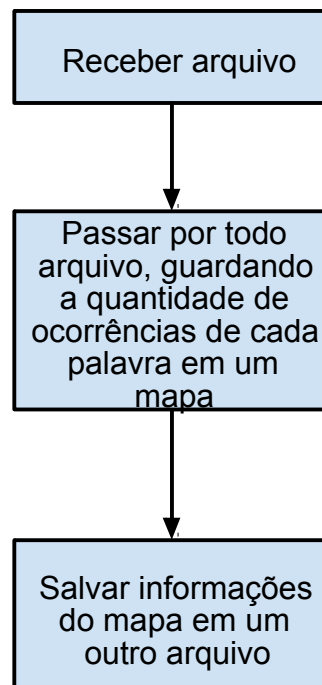 Receber arquivo
Passar por todo
arquivo, guardando
a quantidade de
ocorrências de cada
palavra em um
mapa
Salvar informações
do mapa em um
outro arquivo